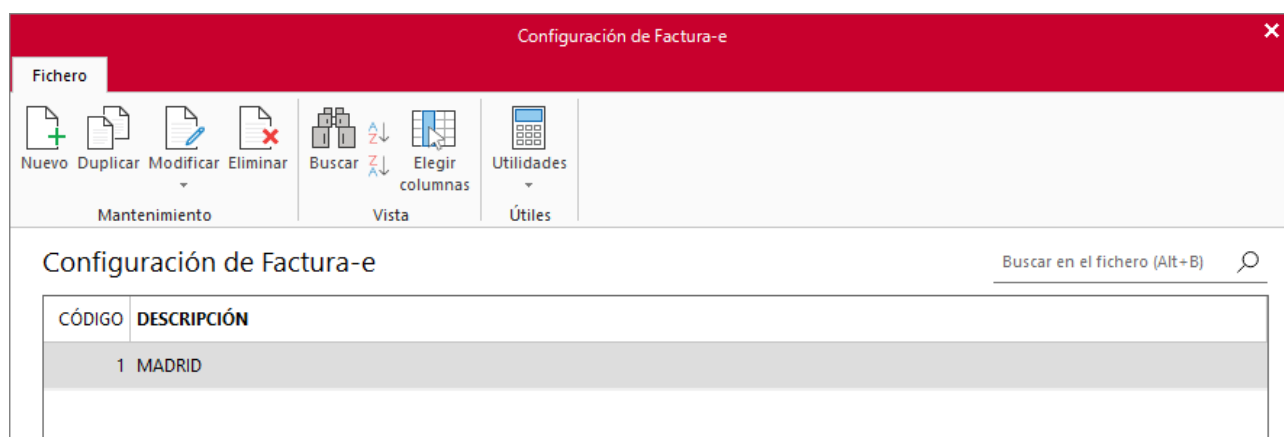 Configuración de Factura-e
Fichero
Nuevo Duplicar Modificar Eliminar Buscar Elegir columnas Utilidades
Mantenimiento Vista Útiles
Configuración de Factura-e
Buscar en el fichero (Alt+B)
CÓDIGO DESCRIPCIÓN
1 MADRID